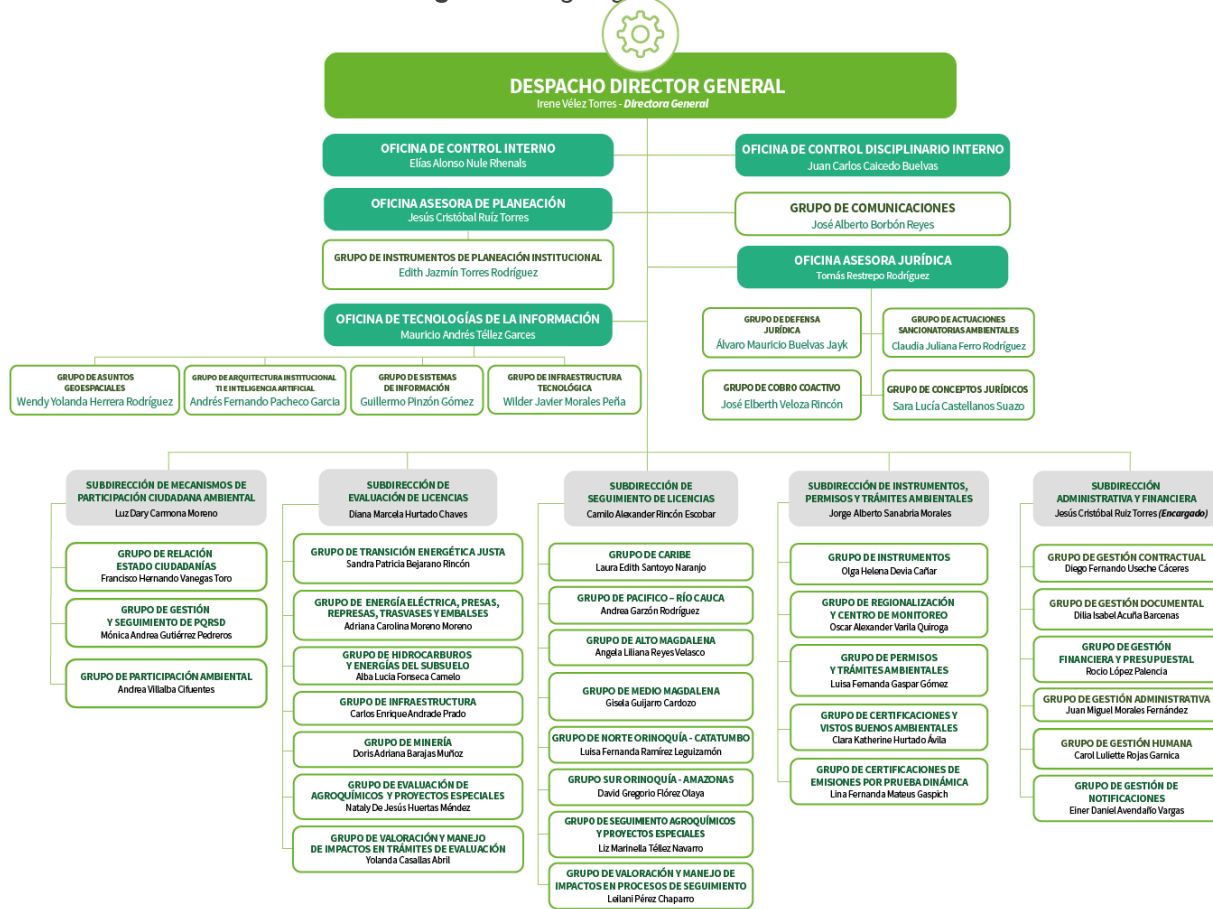 DESPACHO DIRECTOR GENERAL
Irene Vélez Torres - Directora General
OFICINA DE CONTROL INTERNO
Elías Alonso Nule Rhenals
OFICINA DE CONTROL DISCIPLINARIO INTERNO
Juan Carlos Caicedo Buelvas
OFICINA ASESORA DE PLANEACIÓN
Jesús Cristóbal Ruíz Torres
GRUPO DE COMUNICACIONES
José Alberto Borbón Reyes
GRUPO DE INSTRUMENTOS DE PLANEACIÓN INSTITUCIONAL
Edith Jazmín Torres Rodríguez
OFICINA ASESORA JURÍDICA
Tomás Restrepo Rodríguez
OFICINA DE TECNOLOGÍAS DE LA INFORMACIÓN
Mauricio Andrés Téllez Garces
GRUPO DE DEFENSA
JURÍDICA
Álvaro Mauricio Buelvas Jayk
GRUPO DE ACTUACIONES
SANCIONATORIAS AMBIENTALES
Claudia Juliana Ferro Rodríguez
GRUPO DE ASUNTOS
GEOESPACIALES
Wendy Yolanda Herrera Rodríguez
GRUPO DE ARQUITECTURA INSTITUCIONAL
TI E INTELIGENCIA ARTIFICIAL
Andrés Fernando Pacheco Garcia
GRUPO DE SISTEMAS
DE INFORMACIÓN
Guillermo Pinzón Gómez
GRUPO DE INFRAESTRUCTURA
TECNOLÓGICA
Wilder Javier Morales Peña
GRUPO DE COBRO COACTIVO
José Elberth Veloza Rincón
GRUPO DE CONCEPTOS JURÍDICOS
Sara Lucía Castellanos Suazo
SUBDIRECCIÓN DE MECANISMOS DE
PARTICIPACIÓN CIUDADANA AMBIENTAL
Luz Dary Carmona Moreno
GRUPO DE RELACIÓN
ESTADO CIUDADANÍAS
Francisco Hernando Vanegas Toro
GRUPO DE GESTIÓN
Y SEGUIMIENTO DE PQRSD
Mónica Andrea Gutiérrez Pedreros
GRUPO DE PARTICIPACIÓN AMBIENTAL
Andrea Villalba Cifuentes
SUBDIRECCIÓN DE
EVALUACIÓN DE LICENCIAS
Diana Marcela Hurtado Chaves
GRUPO DE TRANSICIÓN ENERGÉTICA JUSTA
Sandra Patricia Bejarano Rincón
GRUPO DE ENERGÍA ELÉCTRICA, PRESAS,
REPRESAS, TRASVASES Y EMBALSES
Adriana Carolina Moreno Moreno
GRUPO DE HIDROCARBUROS
Y ENERGÍAS DEL SUBSUELO
Alba Lucia Fonseca Camelo
GRUPO DE INFRAESTRUCTURA
Carlos Enrique Andrade Prado
GRUPO DE MINERÍA
Doris Adriana Barajas Muñoz
GRUPO DE EVALUACIÓN DE
AGROQUÍMICOS Y PROYECTOS ESPECIALES
Nataly De Jesús Huertas Méndez
GRUPO DE VALORACIÓN Y MANEJO
DE IMPACTOS EN TRÁMITES DE EVALUACIÓN
Yolanda Casallas Abril
SUBDIRECCIÓN DE
SEGUIMIENTO DE LICENCIAS
Camilo Alexander Rincón Escobar
GRUPO DE CARIBE
Laura Edith Santoyo Naranjo
GRUPO DE PACIFICO – RÍO CAUCA
Andrea Garzón Rodríguez
GRUPO DE ALTO MAGDALENA
Angela Liliana Reyes Velasco
GRUPO DE MEDIO MAGDALENA
Gisela Guijarro Cardozo
GRUPO DE NORTE ORINOQUÍA - CATATUMBO
Luisa Fernanda Ramírez Leguizamón
GRUPO SUR ORINOQUÍA - AMAZONAS
David Gregorio Flórez Olaya
GRUPO DE SEGUIMIENTO AGROQUÍMICOS
Y PROYECTOS ESPECIALES
Liz Marinella Téllez Navarro
GRUPO DE VALORACIÓN Y MANEJO DE
IMPACTOS EN PROCESOS DE SEGUIMIENTO
Leilani Pérez Chaparro
SUBDIRECCIÓN DE INSTRUMENTOS,
PERMISOS Y TRÁMITES AMBIENTALES
Jorge Alberto Sanabria Morales
GRUPO DE INSTRUMENTOS
Olga Helena Devia Cañar
GRUPO DE REGIONALIZACIÓN
Y CENTRO DE MONITOREO
Oscar Alexander Varila Quiroga
GRUPO DE PERMISOS
Y TRÁMITES AMBIENTALES
Luisa Fernanda Gaspar Gómez
GRUPO DE CERTIFICACIONES Y
VISTOS BUENOS AMBIENTALES
Clara Katherine Hurtado Ávila
GRUPO DE CERTIFICACIONES DE
EMISIONES POR PRUEBA DINÁMICA
Lina Fernanda Mateus Gaspich
SUBDIRECCIÓN
ADMINISTRATIVA Y FINANCIERA
Jesús Cristóbal Ruiz Torres (Encargado)
GRUPO DE GESTIÓN CONTRACTUAL
Diego Fernando Useche Cáceres
GRUPO DE GESTIÓN DOCUMENTAL
Dilia Isabel Acuña Barcenas
GRUPO DE GESTIÓN
FINANCIERA Y PRESUPUESTAL
Rocio López Palencia
GRUPO DE GESTIÓN ADMINISTRATIVA
Juan Miguel Morales Fernández
GRUPO DE GESTIÓN HUMANA
Carol Luliette Rojas Garnica
GRUPO DE GESTIÓN DE
NOTIFICACIONES
Einer Daniel Avendaño Vargas